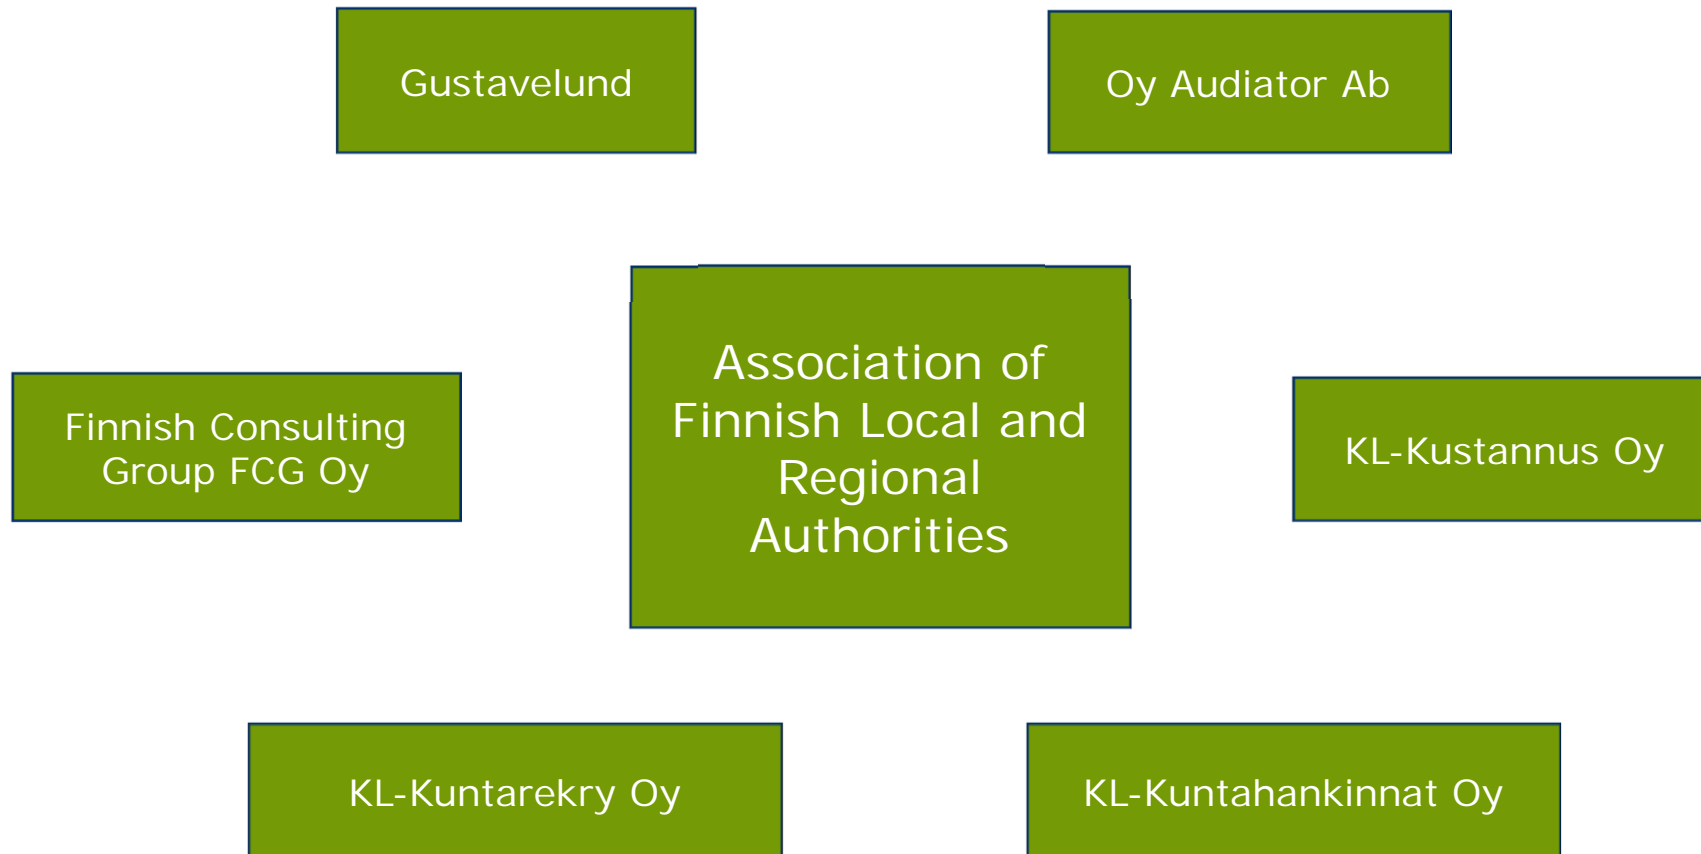 Gustavelund
Oy Audiator Ab
Association of
Finnish Local and
Regional
Authorities
Finnish Consulting
Group FCG Oy
KL-Kustannus Oy
KL-Kuntarekry Oy
KL-Kuntahankinnat Oy